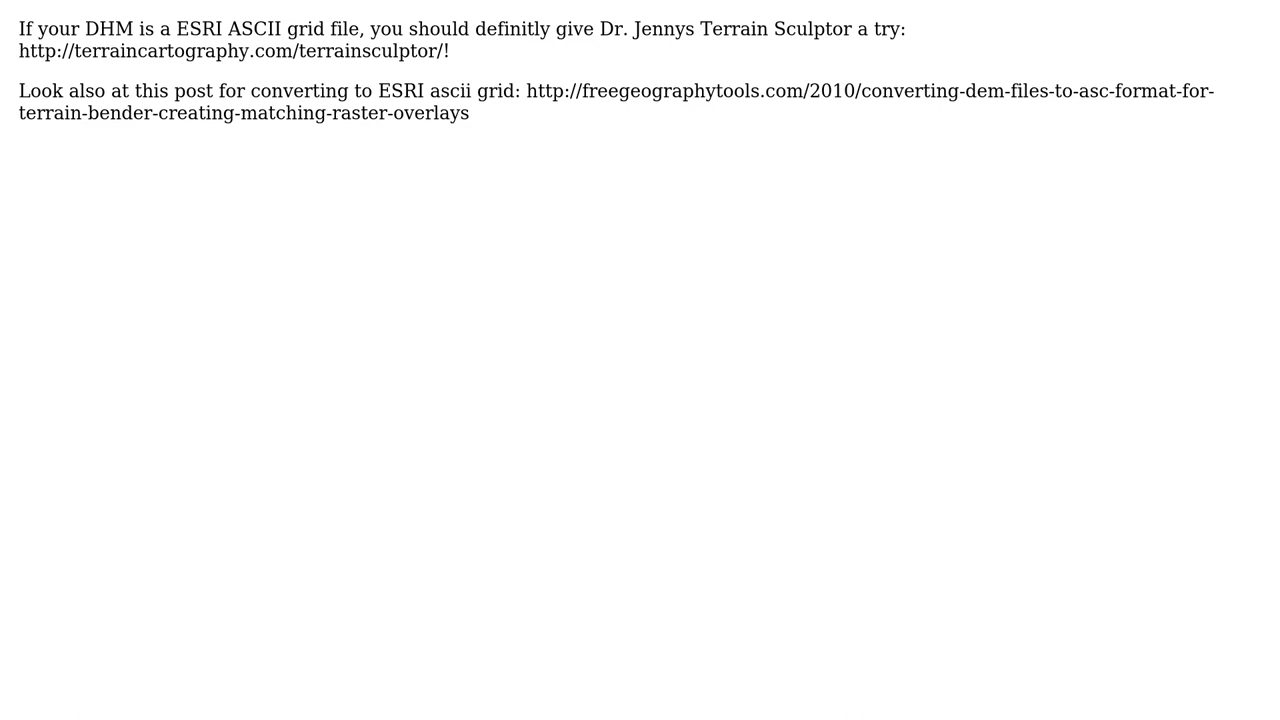 If your DHM is a ESRI ASCII grid file, you should definitly give Dr. Jennys Terrain Sculptor a try:
http://terraincartography.com/terrainsculptor/!
Look also at this post for converting to ESRI ascii grid: http://freegeographytools.com/2010/converting-dem-files-to-asc-format-for-
terrain-bender-creating-matching-raster-overlays